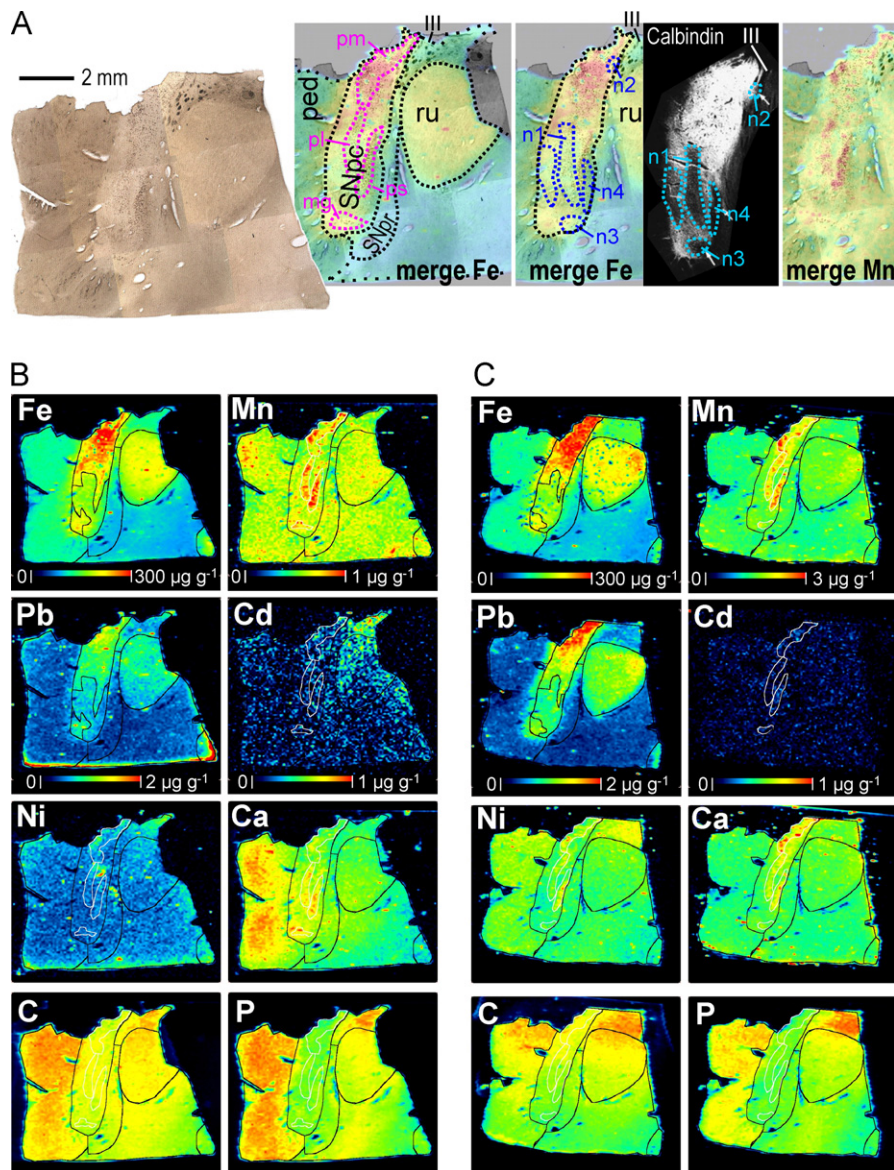 A
2 mm
III
pm
ped
ru
pl
SNpc
ps
mg
SNpr
merge Fe
III
n2
ru
n1
n4
n3
merge Fe
Calbindin
III
n2
n1
n4
n3
merge Mn
B
Fe
Mn
0 300 µg g-1
0 1 µg g-1
Pb
Cd
0 2 µg g-1
0 1 µg g-1
Ni
Ca
C
P
C
Fe
Mn
0 300 µg g-1
0 3 µg g-1
Pb
Cd
0 2 µg g-1
0 1 µg g-1
Ni
Ca
C
P